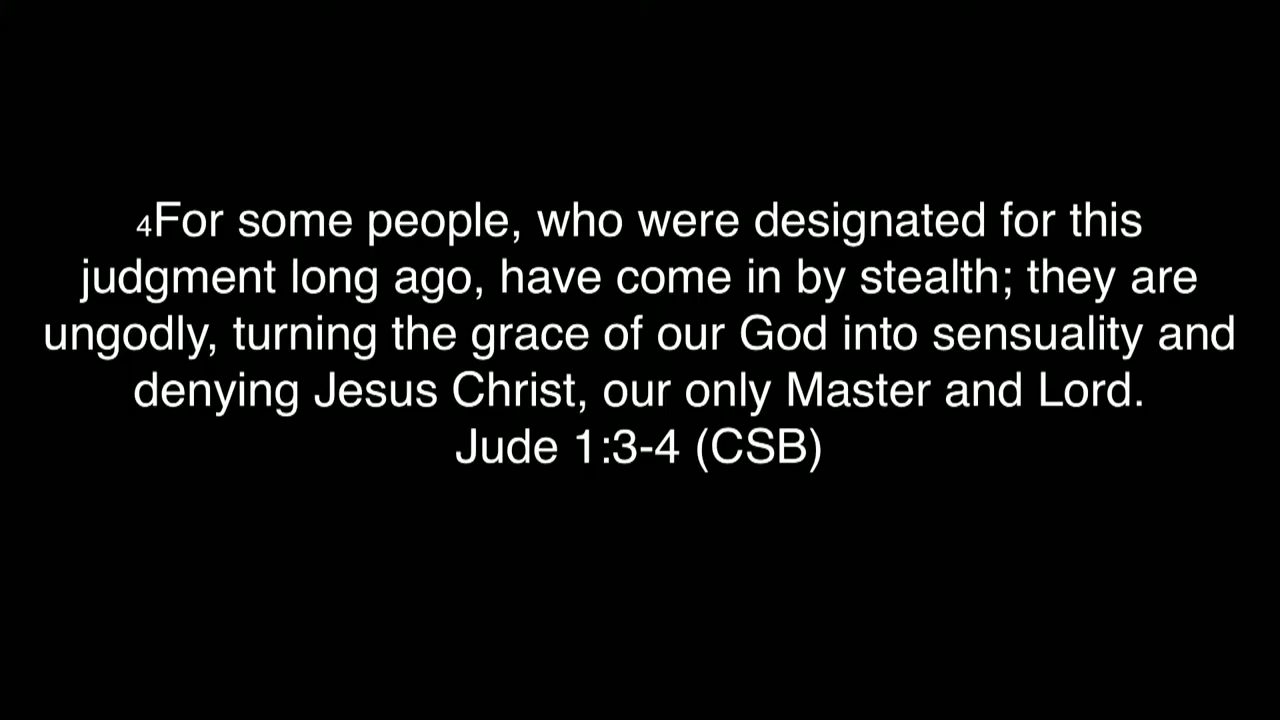 4For some people, who were designated for this
judgment long ago, have come in by stealth; they are
ungodly, turning the grace of our God into sensuality and
denying Jesus Christ, our only Master and Lord.
Jude 1:3-4 (CSB)